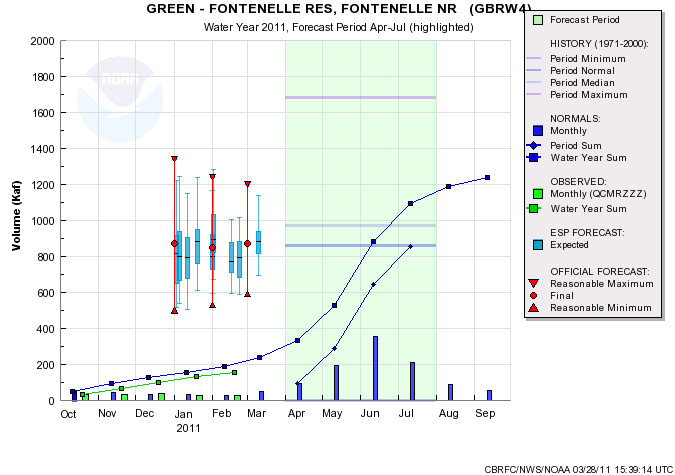 GREEN - FONTENELLE RES, FONTENELLE NR (GBRW4)
Water Year 2011, Forecast Period Apr-Jul (highlighted)
Volume (Kaf)
2000
1800
1600
1400
1200
1000
800
600
400
200
0
NOAA
Oct Nov Dec Jan Feb Mar Apr May Jun Jul Aug Sep
2011
Forecast Period
HISTORY (1971-2000):
Period Minimum
Period Normal
Period Median
Period Maximum
NORMALS:
Monthly
Period Sum
Water Year Sum
OBSERVED:
Monthly (QCMRZZZ)
Water Year Sum
ESP FORECAST:
Expected
OFFICIAL FORECAST:
Reasonable Maximum
Final
Reasonable Minimum
CBRFC/NWS/NOAA 03/28/11 15:39:14 UTC